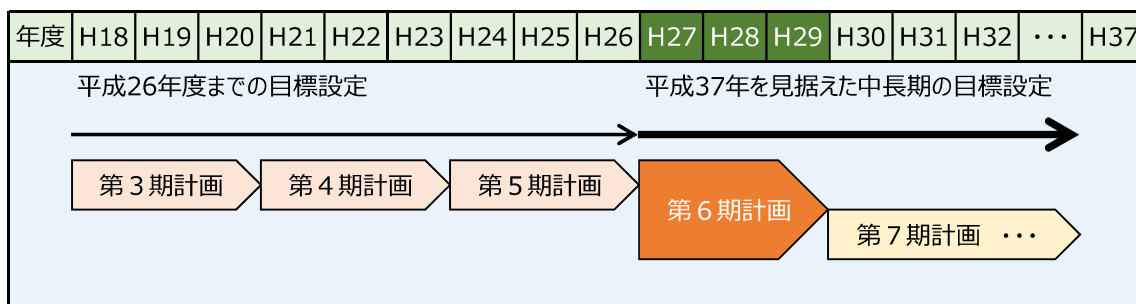 年度 H18 H19 H20 H21 H22 H23 H24 H25 H26 H27 H28 H29 H30 H31 H32 ･･･ H37
平成26年度までの目標設定 平成37年を見据えた中長期の目標設定
第３期計画 第４期計画 第５期計画 第６期計画
第７期計画 ･･･